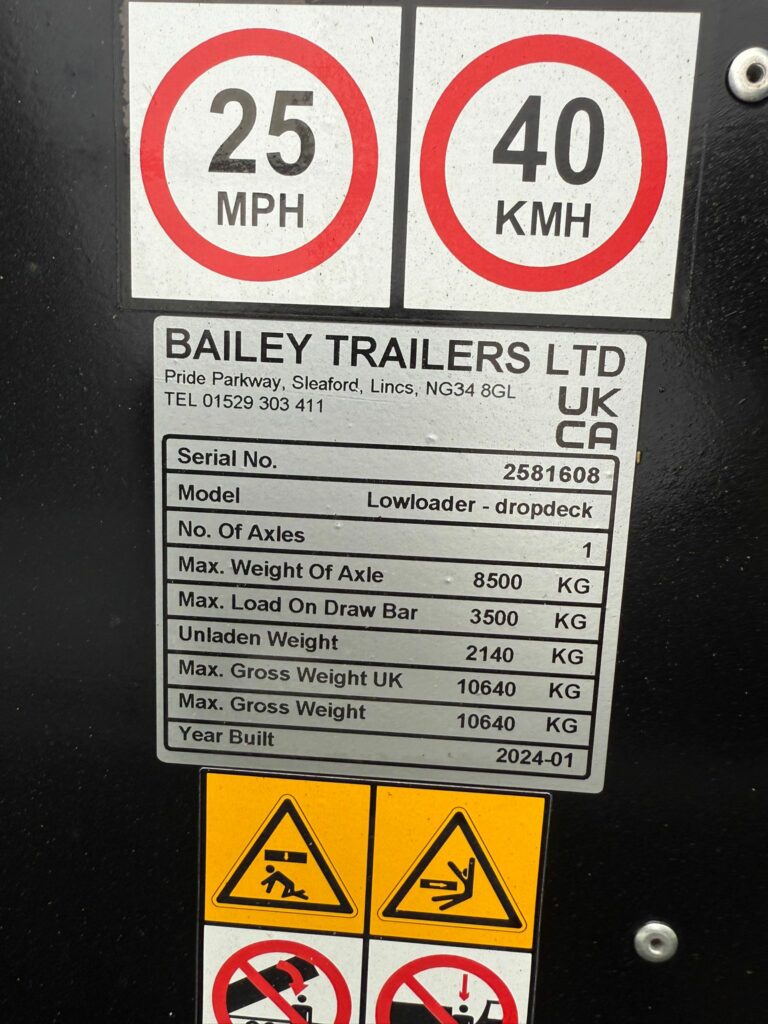 25
MPH
40
KMH
BAILEY TRAILERS LTD
Pride Parkway, Sleaford, Lincs, NG34 8GL
TEL 01529 303 411
UK
CA
Serial No. 2581608
Model Lowloader - dropdeck
No. Of Axles 1
Max. Weight Of Axle 8500 KG
Max. Load On Draw Bar 3500 KG
Unladen Weight 2140 KG
Max. Gross Weight UK 10640 KG
Max. Gross Weight 10640 KG
Year Built 2024-01